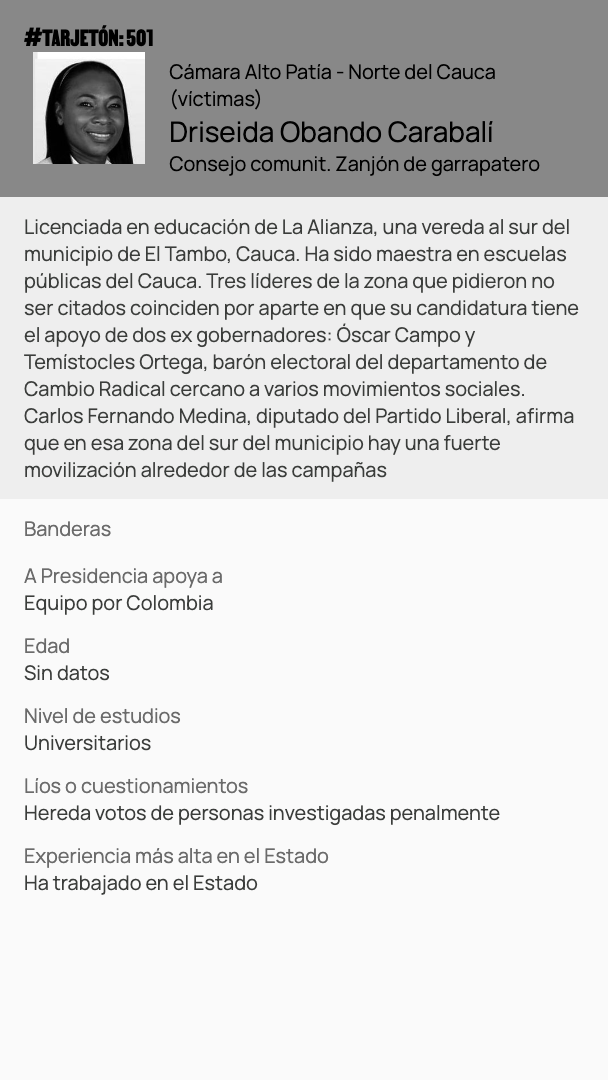 #TARJETÓN: 501
Cámara Alto Patía - Norte del Cauca
(víctimas)
Driseida Obando Carabalí
Consejo comunit. Zanjón de garrapatero
Licenciada en educación de La Alianza, una vereda al sur del
municipio de El Tambo, Cauca. Ha sido maestra en escuelas
públicas del Cauca. Tres líderes de la zona que pidieron no
ser citados coinciden por aparte en que su candidatura tiene
el apoyo de dos ex gobernadores: Óscar Campo y
Temístocles Ortega, barón electoral del departamento de
Cambio Radical cercano a varios movimientos sociales.
Carlos Fernando Medina, diputado del Partido Liberal, afirma
que en esa zona del sur del municipio hay una fuerte
movilización alrededor de las campañas
Banderas
A Presidencia apoya a
Equipo por Colombia
Edad
Sin datos
Nivel de estudios
Universitarios
Líos o cuestionamientos
Hereda votos de personas investigadas penalmente
Experiencia más alta en el Estado
Ha trabajado en el Estado